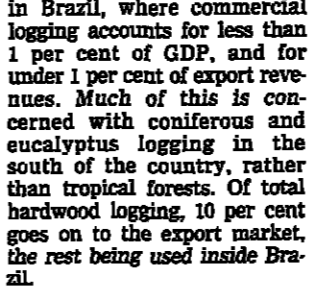 in Brazil, where commercial
logging accounts for less than
1 per cent of GDP, and for
under 1 per cent of export reve-
nues. Much of this is con-
cerned with coniferous and
eucalyptus logging in the
south of the country, rather
than tropical forests. Of total
hardwood logging, 10 per cent
goes on to the export market,
the rest being used inside Bra-
zil.